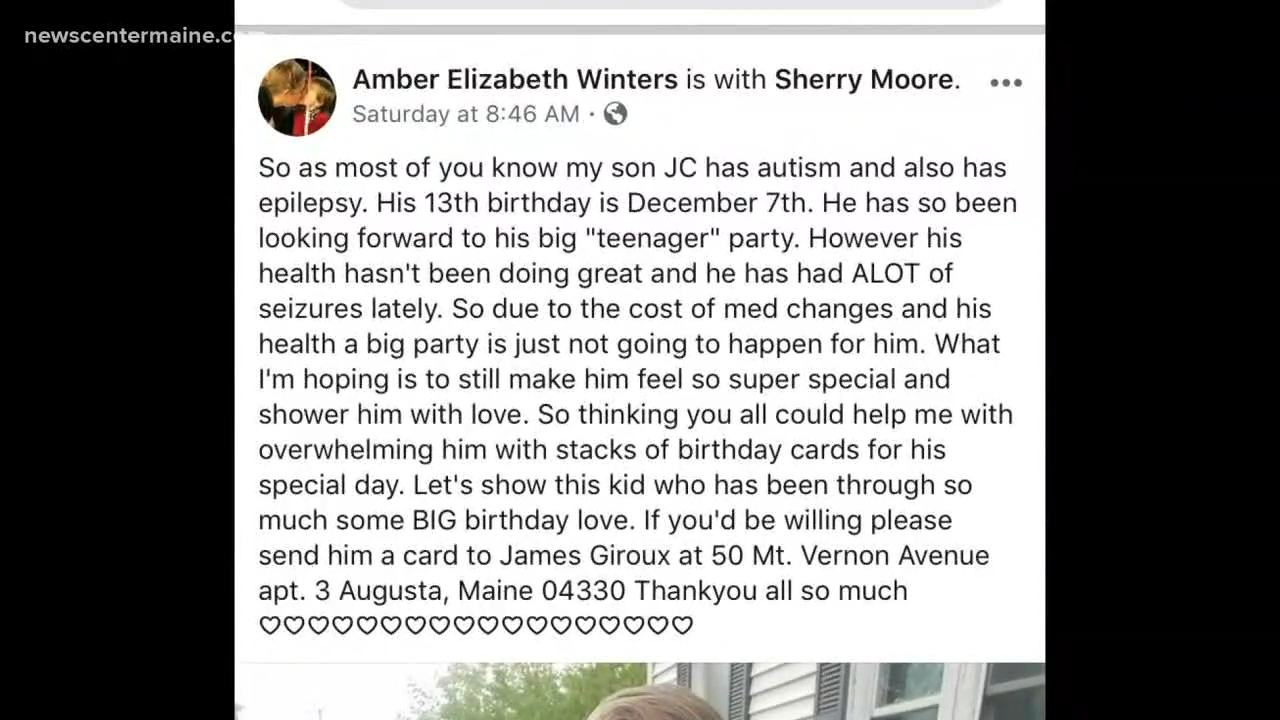 newscentermaine.com
Amber Elizabeth Winters is with Sherry Moore.
Saturday at 8:46 AM ·
So as most of you know my son JC has autism and also has
epilepsy. His 13th birthday is December 7th. He has so been
looking forward to his big "teenager" party. However his
health hasn't been doing great and he has had ALOT of
seizures lately. So due to the cost of med changes and his
health a big party is just not going to happen for him. What
I'm hoping is to still make him feel so super special and
shower him with love. So thinking you all could help me with
overwhelming him with stacks of birthday cards for his
special day. Let's show this kid who has been through so
much some BIG birthday love. If you'd be willing please
send him a card to James Giroux at 50 Mt. Vernon Avenue
apt. 3 Augusta, Maine 04330 Thankyou all so much
♡♡♡♡♡♡♡♡♡♡♡♡♡♡♡♡♡♡